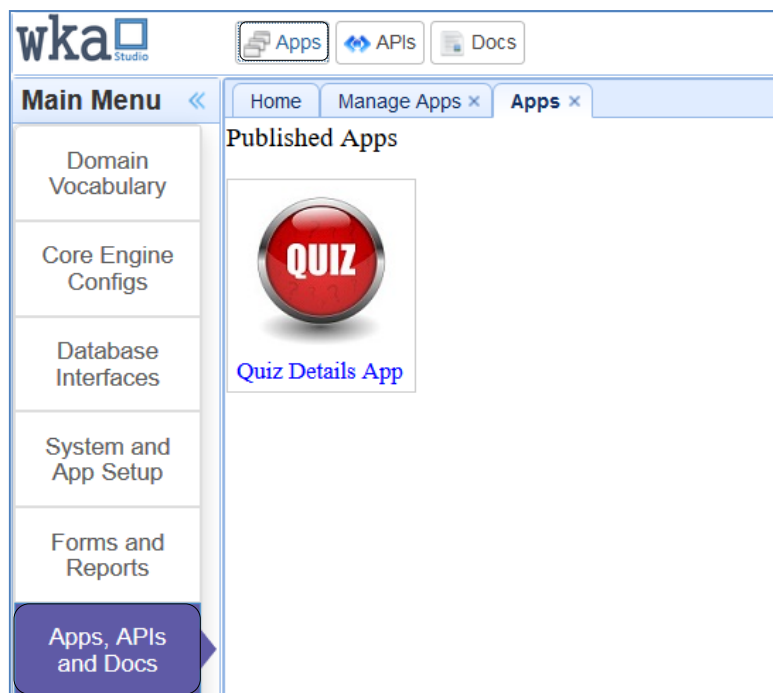 wka
Studio
Apps
APIs
Docs
Main Menu «
Home
Manage Apps ×
Apps ×
Published Apps
QUIZ
Quiz Details App
Domain
Vocabulary
Core Engine
Configs
Database
Interfaces
System and
App Setup
Forms and
Reports
Apps, APIs
and Docs